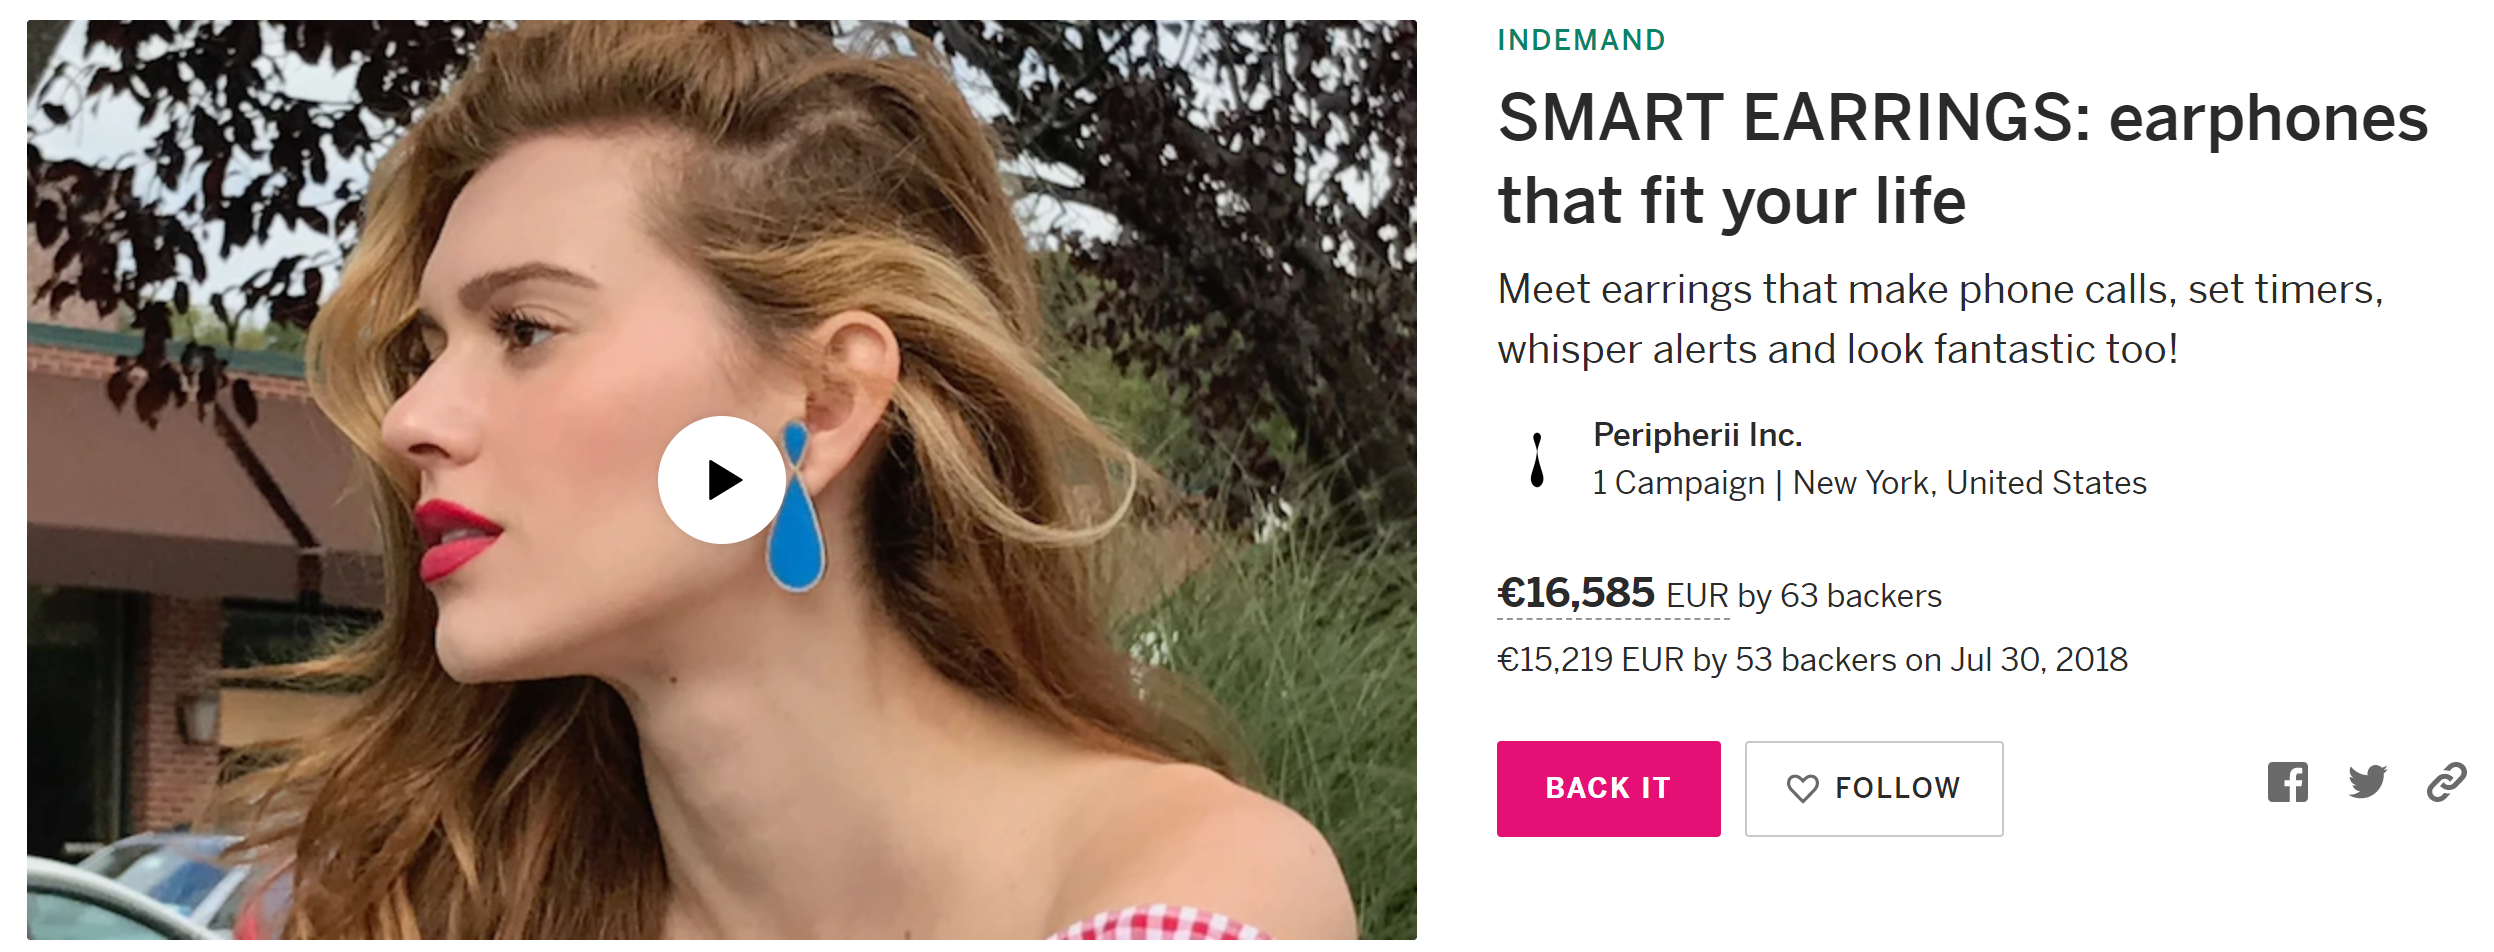 INDEMAND
SMART EARRINGS: earphones
that fit your life
Meet earrings that make phone calls, set timers,
whisper alerts and look fantastic too!
Peripherii Inc.
1 Campaign | New York, United States
€16,585 EUR by 63 backers
€15,219 EUR by 53 backers on Jul 30, 2018
BACK IT
FOLLOW